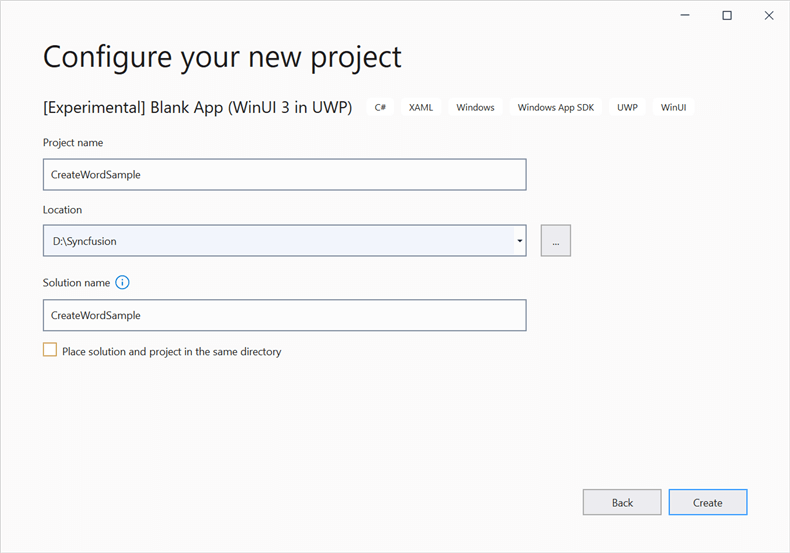 Configure your new project
[Experimental] Blank App (WinUI 3 in UWP) C# XAML Windows Windows App SDK UWP WinUI
Project name
CreateWordSample
Location
D:\Syncfusion
...
Solution name
CreateWordSample
Place solution and project in the same directory
Back Create